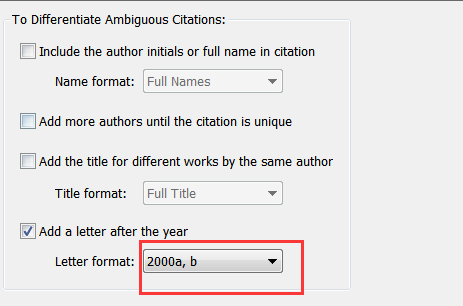 To Differentiate Ambiguous Citations:
Include the author initials or full name in citation
Name format: Full Names
Add more authors until the citation is unique
Add the title for different works by the same author
Title format: Full Title
Add a letter after the year
Letter format: 2000a, b